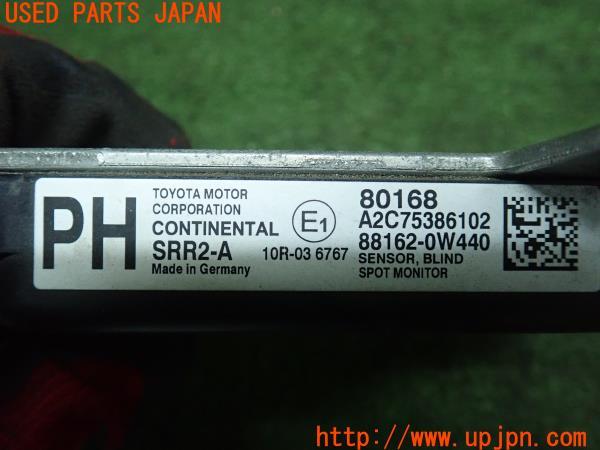 USED PARTS JAPAN
PH
TOYOTA MOTOR
CORPORATION
CONTINENTAL
SRR2-A
Made in Germany
E1
10R-03 6767
80168
A2C75386102
88162-0W440
SENSOR, BLIND
SPOT MONITOR
http://www.upjpn.com/